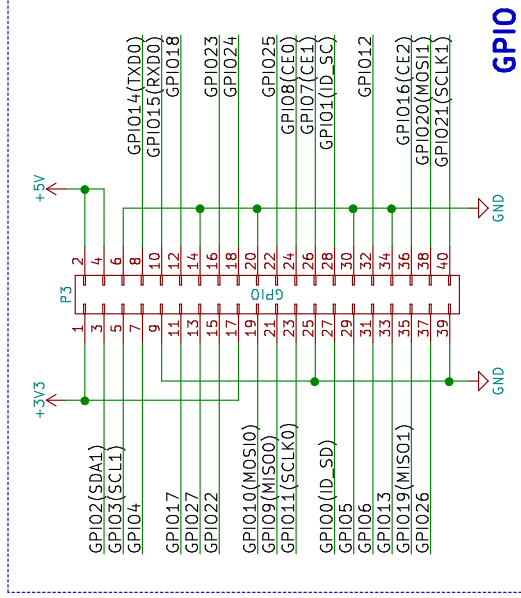 GPIO
GPIO14(TXD0)
GPIO15(RXD0)
GPIO18
GPIO23
GPIO24
GPIO25
GPIO8(CE0)
GPIO7(CE1)
GPIO1(ID_SC)
GPIO12
GPIO16(CE2)
GPIO20(MOSI1)
GPIO21(SCLK1)
+5V
GND
2
4
6
8
10
12
14
16
18
20
22
24
26
28
30
32
34
36
38
40
P3
GPIO
1
3
5
7
9
11
13
15
17
19
21
23
25
27
29
31
33
35
37
39
+3V3
GND
GPIO2(SDA1)
GPIO3(SCL1)
GPIO4
GPIO17
GPIO27
GPIO22
GPIO10(MOSI0)
GPIO9(MISO0)
GPIO11(SCLK0)
GPIO0(ID_SD)
GPIO5
GPIO6
GPIO13
GPIO19(MISO1)
GPIO26